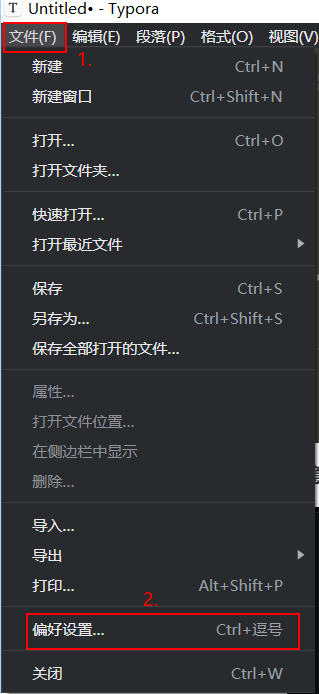 T Untitled• - Typora
文件(F) 编辑(E) 段落(P) 格式(O) 视图(V)
1.
新建 Ctrl+N
新建窗口 Ctrl+Shift+N
打开... Ctrl+O
打开文件夹...
快速打开... Ctrl+P
打开最近文件
保存 Ctrl+S
另存为... Ctrl+Shift+S
保存全部打开的文件...
属性...
打开文件位置...
在侧边栏中显示
删除...
导入...
导出
打印... Alt+Shift+P
2.
偏好设置... Ctrl+逗号
关闭 Ctrl+W